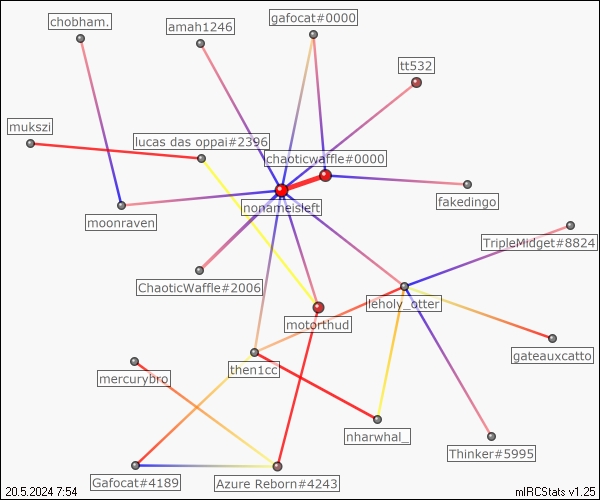 chobham.
amah1246
gafocat#0000
tt532
mukszi
lucas das oppai#2396
chaoticwaffle#0000
fakedingo
nonameisleft
moonraven
TripleMidget#8824
ChaoticWaffle#2006
leholy_otter
motorthud
gateauxcatto
then1cc
mercurybro
nharwhal_
Thinker#5995
Gafocat#4189
Azure Reborn#4243
20.5.2024 7:54
mIRCStats v1.25